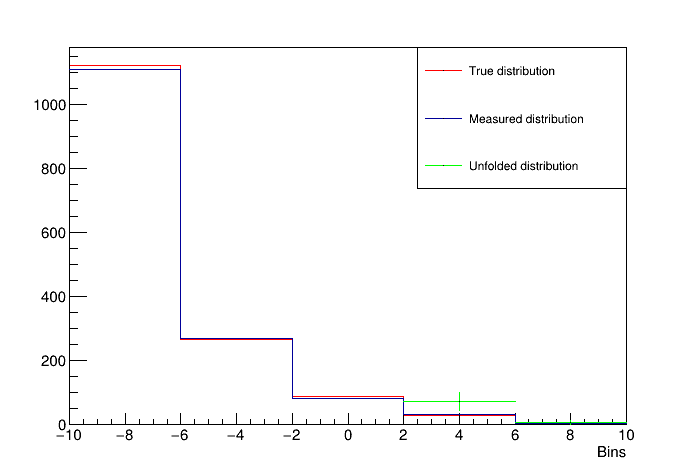 True distribution
Measured distribution
Unfolded distribution
1000
800
600
400
200
0
−10 −8 −6 −4 −2 0 2 4 6 8 10
Bins